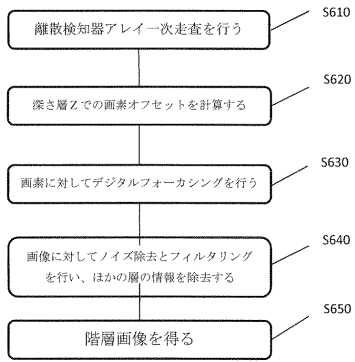 離散検知器アレイ一次走査を行う
S610
深さ層Zでの画素オフセットを計算する
S620
画素に対してデジタルフォーカシングを行う
S630
画像に対してノイズ除去とフィルタリング
を行い、ほかの層の情報を除去する
S640
階層画像を得る
S650